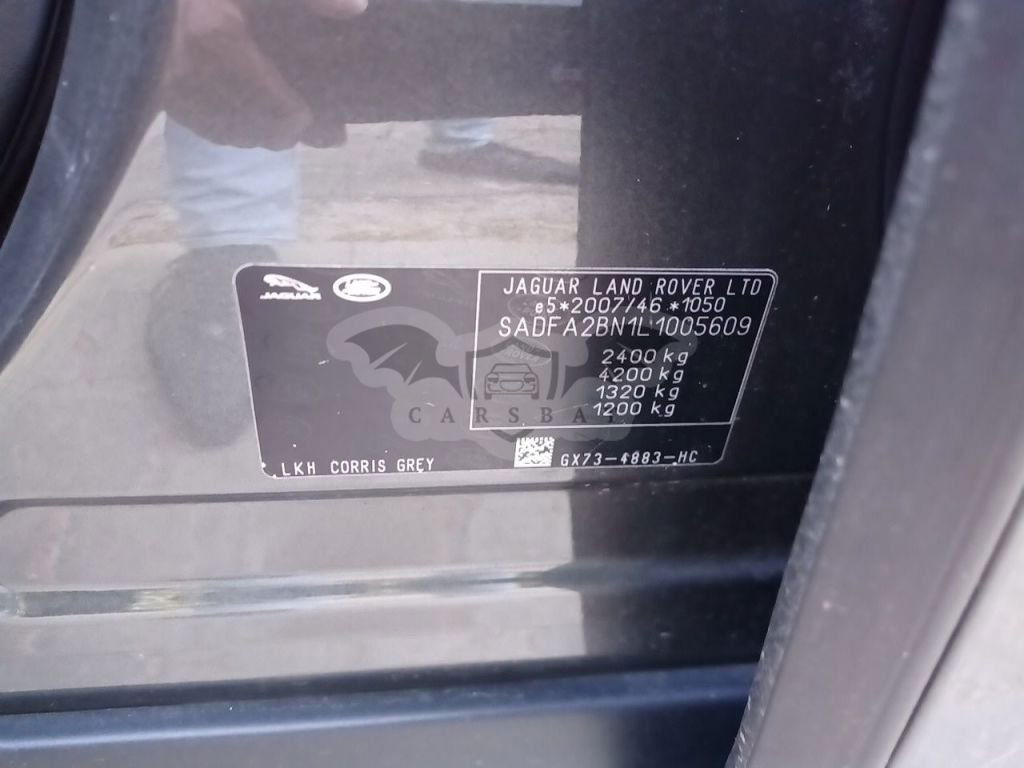 JAGUAR
JAGUAR LAND ROVER LTD
e5*2007/46 *1050
SADFA2BN1L1005609
2400 kg
4200 kg
1320 kg
1200 kg
CARSBAT
LKH CORRIS GREY
GX73-4883-HC